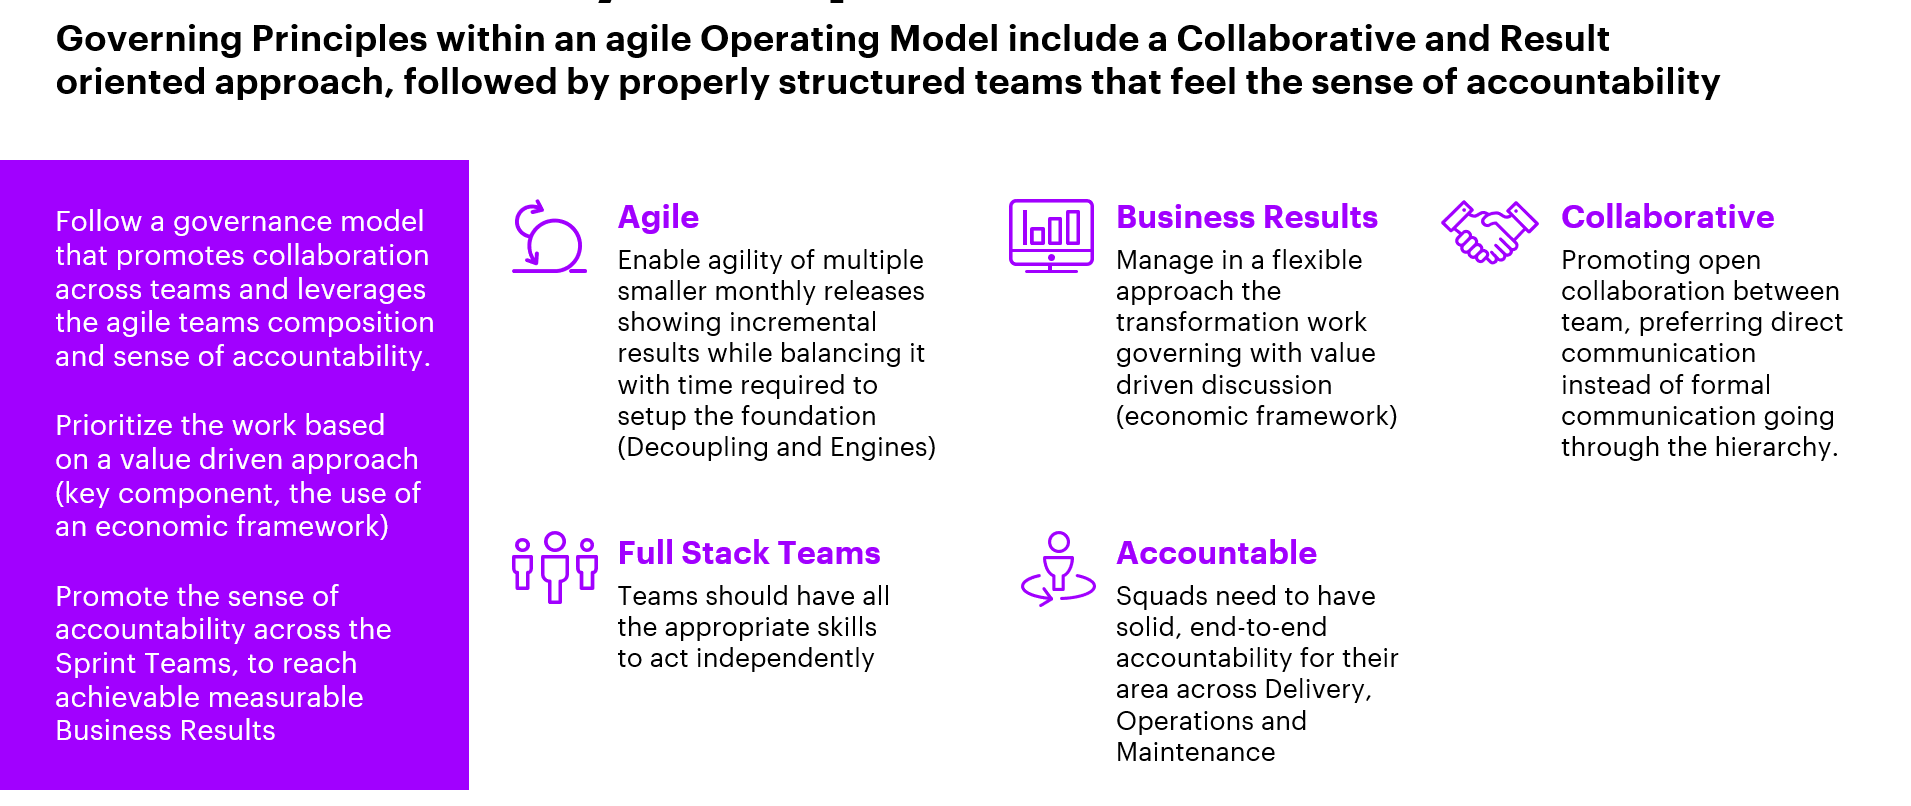 Governing Principles within an agile Operating Model include a Collaborative and Result
oriented approach, followed by properly structured teams that feel the sense of accountability
Follow a governance model
that promotes collaboration
across teams and leverages
the agile teams composition
and sense of accountability.
Prioritize the work based
on a value driven approach
(key component, the use of
an economic framework)
Promote the sense of
accountability across the
Sprint Teams, to reach
achievable measurable
Business Results
Agile
Enable agility of multiple
smaller monthly releases
showing incremental
results while balancing it
with time required to
setup the foundation
(Decoupling and Engines)
Business Results
Manage in a flexible
approach the
transformation work
governing with value
driven discussion
(economic framework)
Collaborative
Promoting open
collaboration between
team, preferring direct
communication
instead of formal
communication going
through the hierarchy.
Full Stack Teams
Teams should have all
the appropriate skills
to act independently
Accountable
Squads need to have
solid, end-to-end
accountability for their
area across Delivery,
Operations and
Maintenance